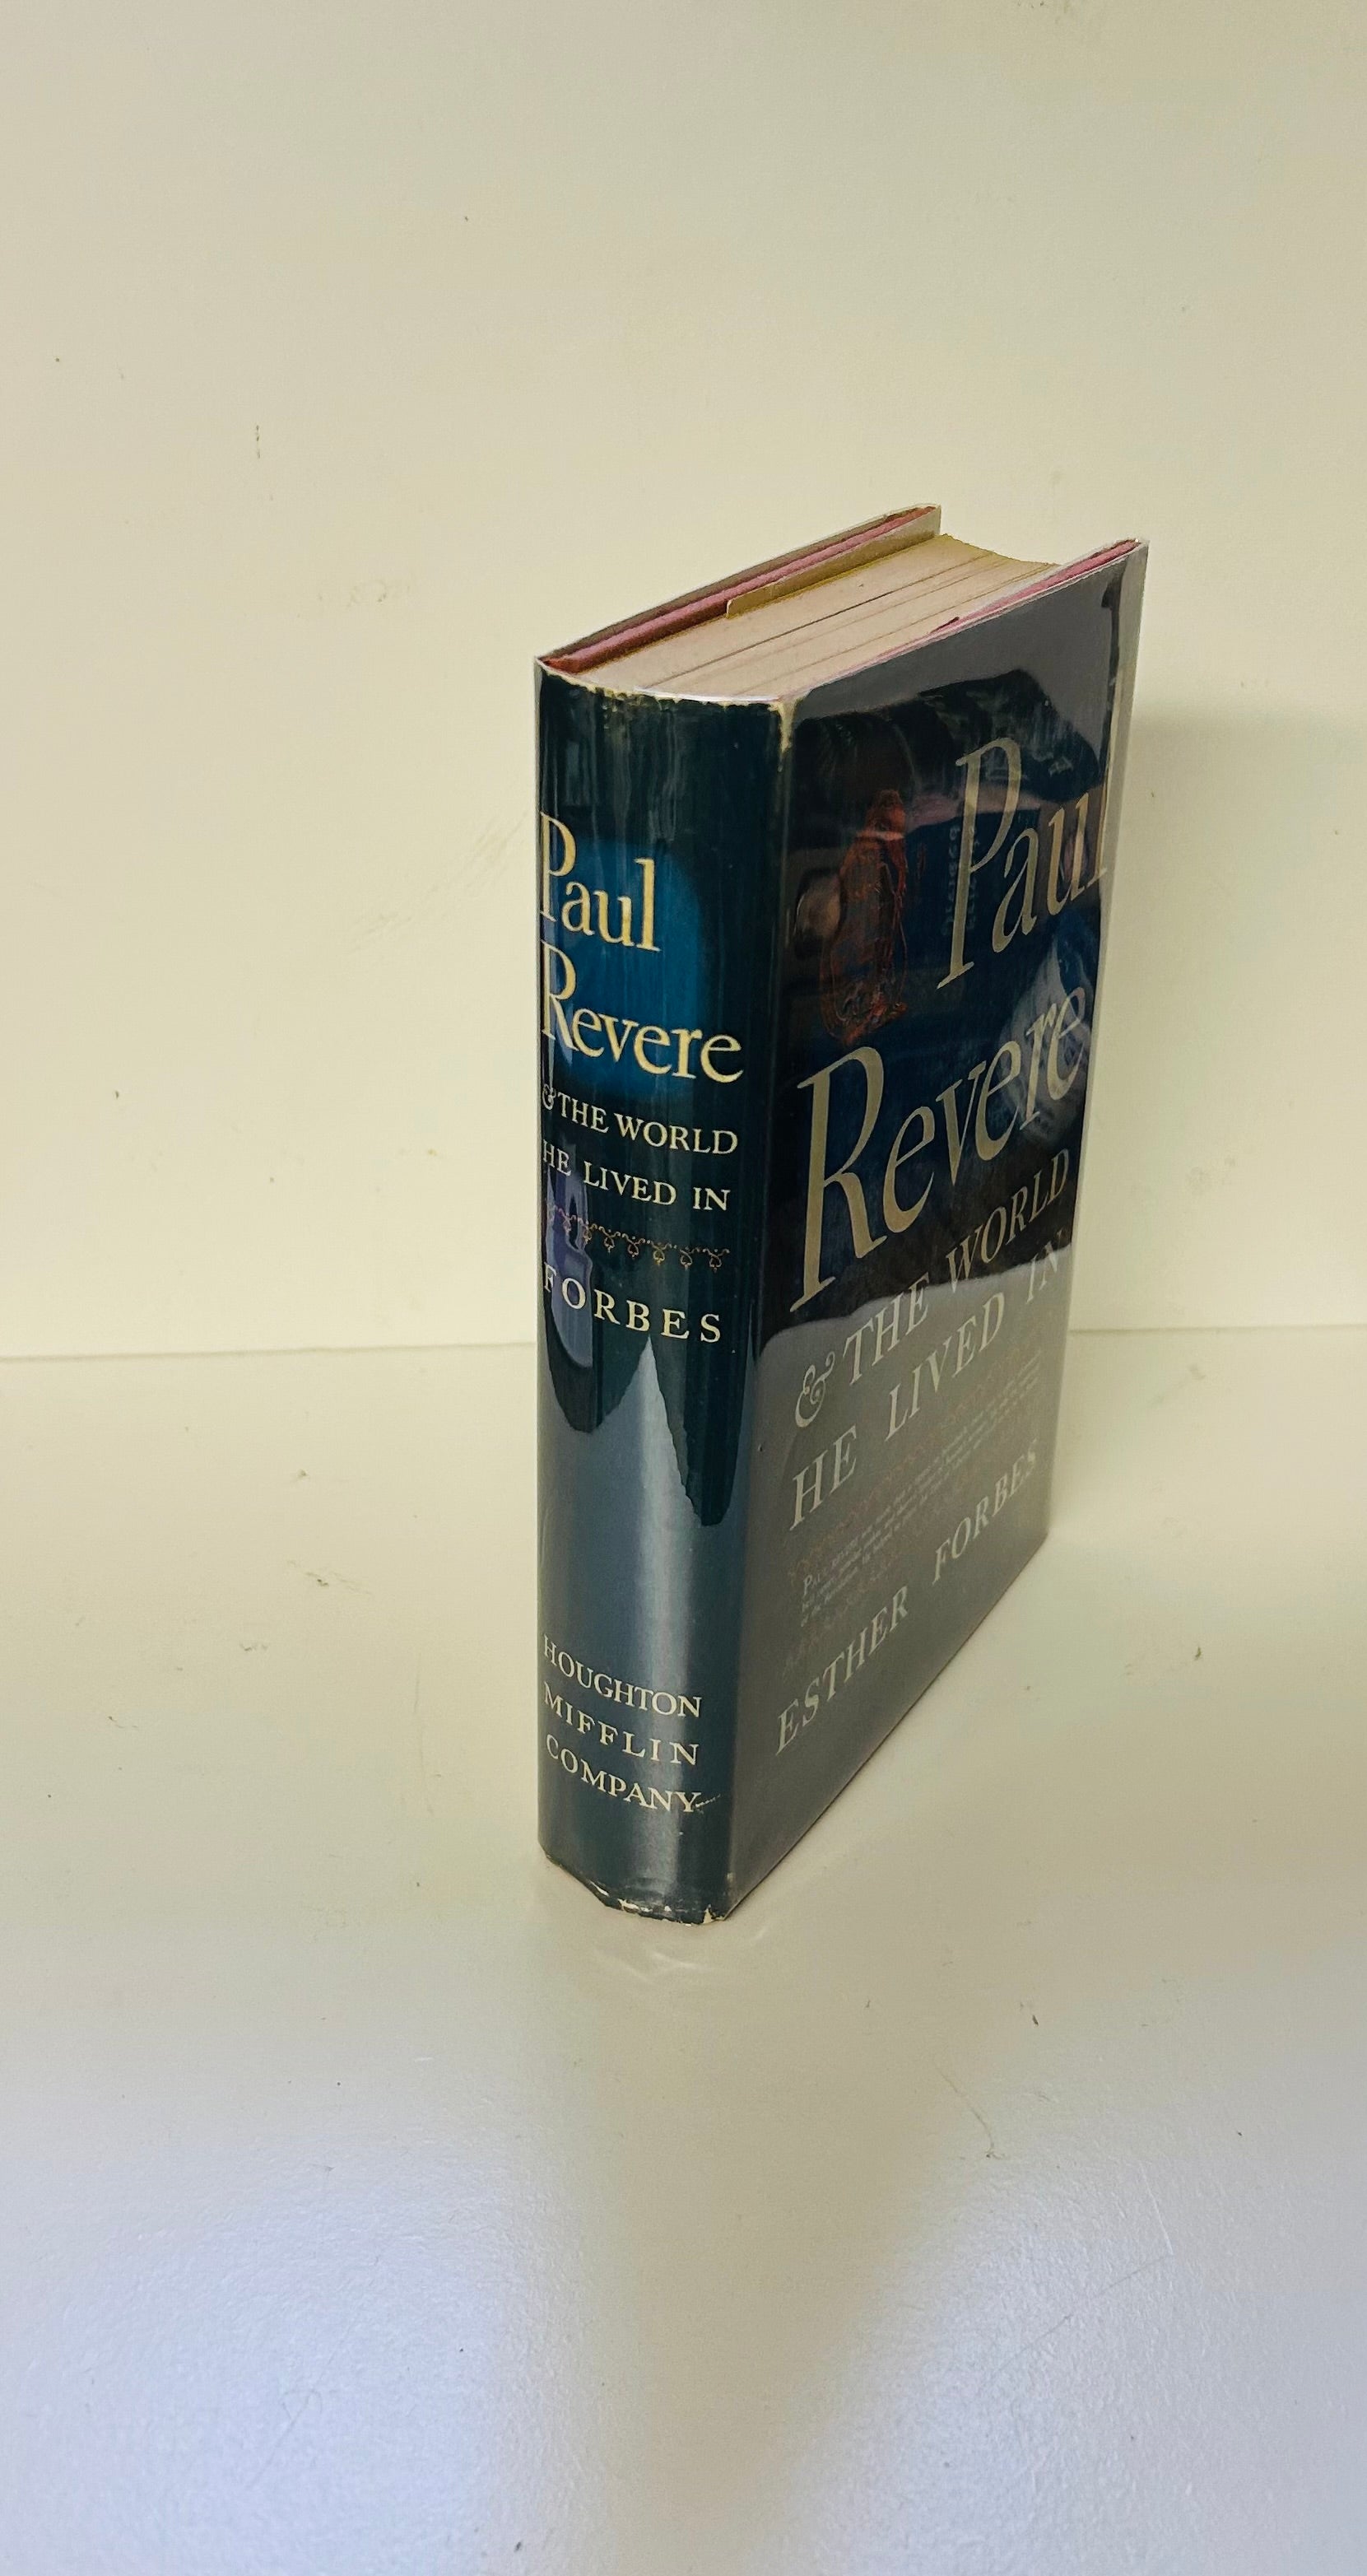 Paul
Revere
& THE WORLD
HE LIVED IN
FORBES
HOUGHTON
MIFFLIN
COMPANY
Paul
Revere
& THE WORLD
HE LIVED IN
ESTHER FORBES